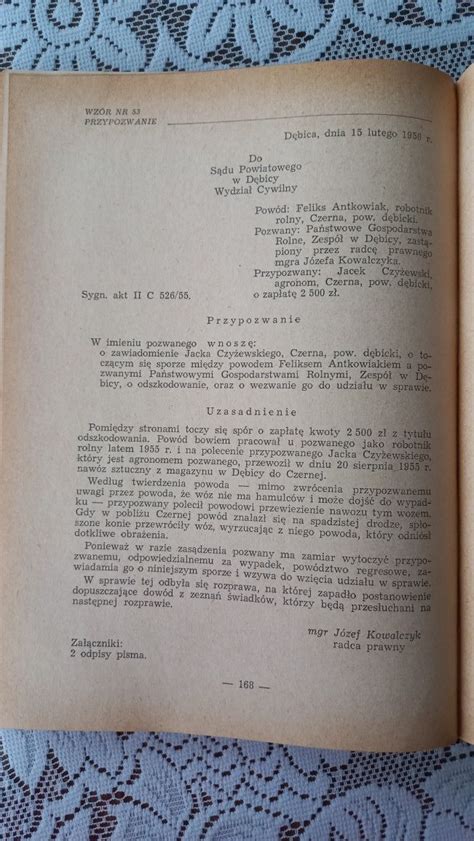 WZÓR NR 53
PRZYPOZWANIE
Dębica, dnia 15 lutego 1956 r.
Do
Sądu Powiatowego
w Dębicy
Wydział Cywilny
Powód: Feliks Antkowiak, robotnik
rolny, Czerna, pow. dębicki.
Pozwany: Państwowe Gospodarstwa
Rolne, Zespół w Dębicy, zastą-
piony przez radcę prawnego
mgra Józefa Kowalczyka.
Przypozwany: Jacek Czyżewski,
agronom, Czerna, pow. dębicki,
Sygn. akt II C 526/55. o zapłatę 2 500 zł.
Przypozwanie
W imieniu pozwanego wnoszę:
o zawiadomienie Jacka Czyżewskiego, Czerna, pow. dębicki, o to-
czącym się sporze między powodem Feliksem Antkowiakiem a po-
zwanymi Państwowymi Gospodarstwami Rolnymi, Zespół w Dę-
bicy, o odszkodowanie, oraz o wezwanie go do udziału w sprawie.
Uzasadnienie
Pomiędzy stronami toczy się spór o zapłatę kwoty 2 500 zł z tytułu
odszkodowania. Powód bowiem pracował u pozwanego jako robotnik
rolny latem 1955 r. i na polecenie przypozwanego Jacka Czyżewskiego,
który jest agronomem pozwanego, przewoził w dniu 20 sierpnia 1955 r.
nawóz sztuczny z magazynu w Dębicy do Czernej.
Według twierdzenia powoda — mimo zwrócenia przypozwanemu
uwagi przez powoda, że wóz nie ma hamulców i może dojść do wypad-
ku — przypozwany polecił powodowi przewiezienie nawozu tym wozem.
Gdy w pobliżu Czernej powód znalazł się na spadzistej drodze, spło-
szone konie przewróciły wóz, wyrzucając z niego powoda, który odniósł
dotkliwe obrażenia.
Ponieważ w razie zasądzenia pozwany ma zamiar wytoczyć przypo-
zwanemu, odpowiedzialnemu za wypadek, powództwo regresowe, za-
wiadamia go o niniejszym sporze i wzywa do wzięcia udziału w sprawie.
W sprawie tej odbyła się rozprawa, na której zapadło postanowienie
dopuszczające dowód z zeznań świadków, którzy będą przesłuchani na
następnej rozprawie.
mgr Józef Kowalczyk
radca prawny
Załączniki:
2 odpisy pisma.
— 168 —